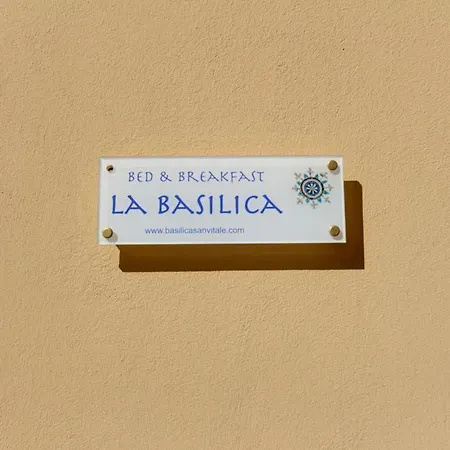 BED & BREAKFAST
LA BASILICA
www.basilicasanvitale.com